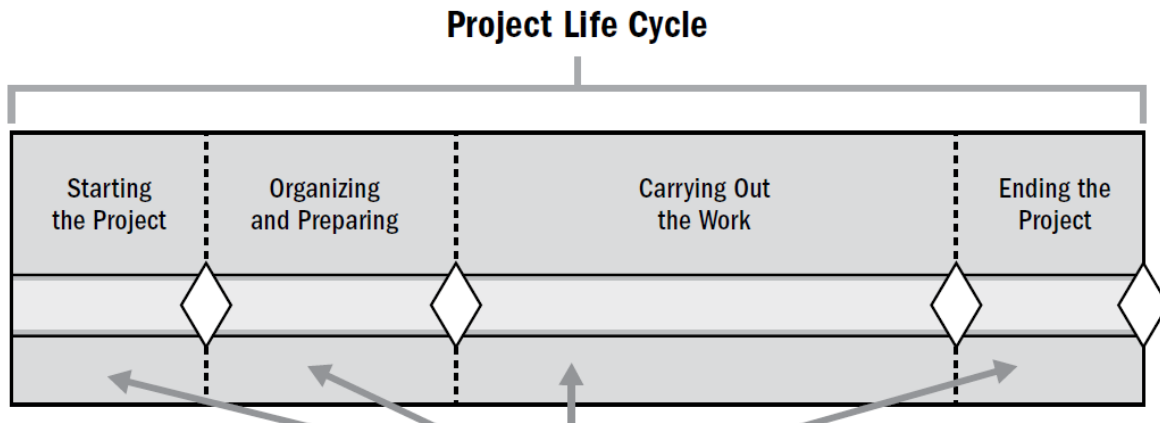 Project Life Cycle
Starting
the Project
Organizing
and Preparing
Carrying Out
the Work
Ending the
Project